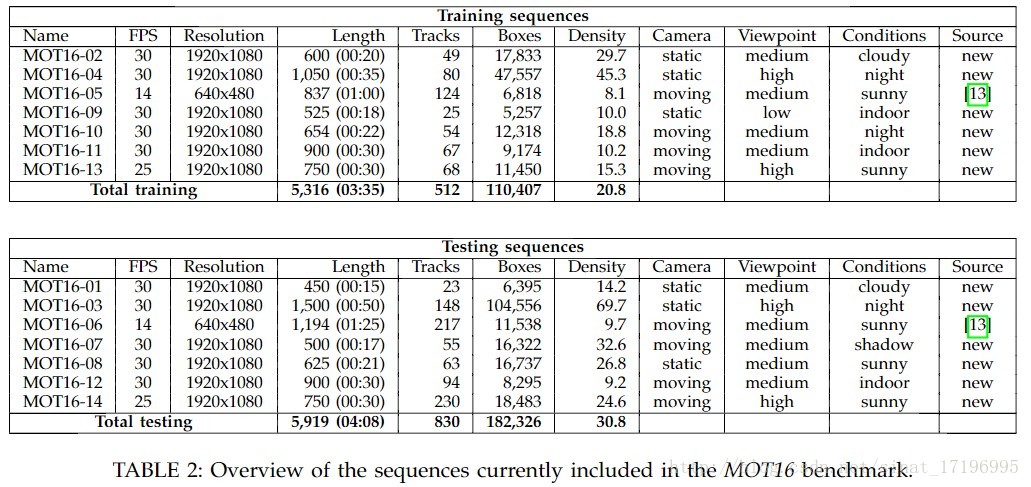 Training sequences
Name FPS Resolution Length Tracks Boxes Density Camera Viewpoint Conditions Source
MOT16-02 30 1920x1080 600 (00:20) 49 17,833 29.7 static medium cloudy new
MOT16-04 30 1920x1080 1,050 (00:35) 80 47,557 45.3 static high night new
MOT16-05 14 640x480 837 (01:00) 124 6,818 8.1 moving medium sunny [13]
MOT16-09 30 1920x1080 525 (00:18) 25 5,257 10.0 static low indoor new
MOT16-10 30 1920x1080 654 (00:22) 54 12,318 18.8 moving medium night new
MOT16-11 30 1920x1080 900 (00:30) 67 9,174 10.2 moving medium indoor new
MOT16-13 25 1920x1080 750 (00:30) 68 11,450 15.3 moving high sunny new
Total training 5,316 (03:35) 512 110,407 20.8
Testing sequences
Name FPS Resolution Length Tracks Boxes Density Camera Viewpoint Conditions Source
MOT16-01 30 1920x1080 450 (00:15) 23 6,395 14.2 static medium cloudy new
MOT16-03 30 1920x1080 1,500 (00:50) 148 104,556 69.7 static high night new
MOT16-06 14 640x480 1,194 (01:25) 217 11,538 9.7 moving medium sunny [13]
MOT16-07 30 1920x1080 500 (00:17) 55 16,322 32.6 moving medium shadow new
MOT16-08 30 1920x1080 625 (00:21) 63 16,737 26.8 static medium sunny new
MOT16-12 30 1920x1080 900 (00:30) 94 8,295 9.2 moving medium indoor new
MOT16-14 25 1920x1080 750 (00:30) 230 18,483 24.6 moving high sunny new
Total testing 5,919 (04:08) 830 182,326 30.8
TABLE 2: Overview of the sequences currently included in the MOT16 benchmark.